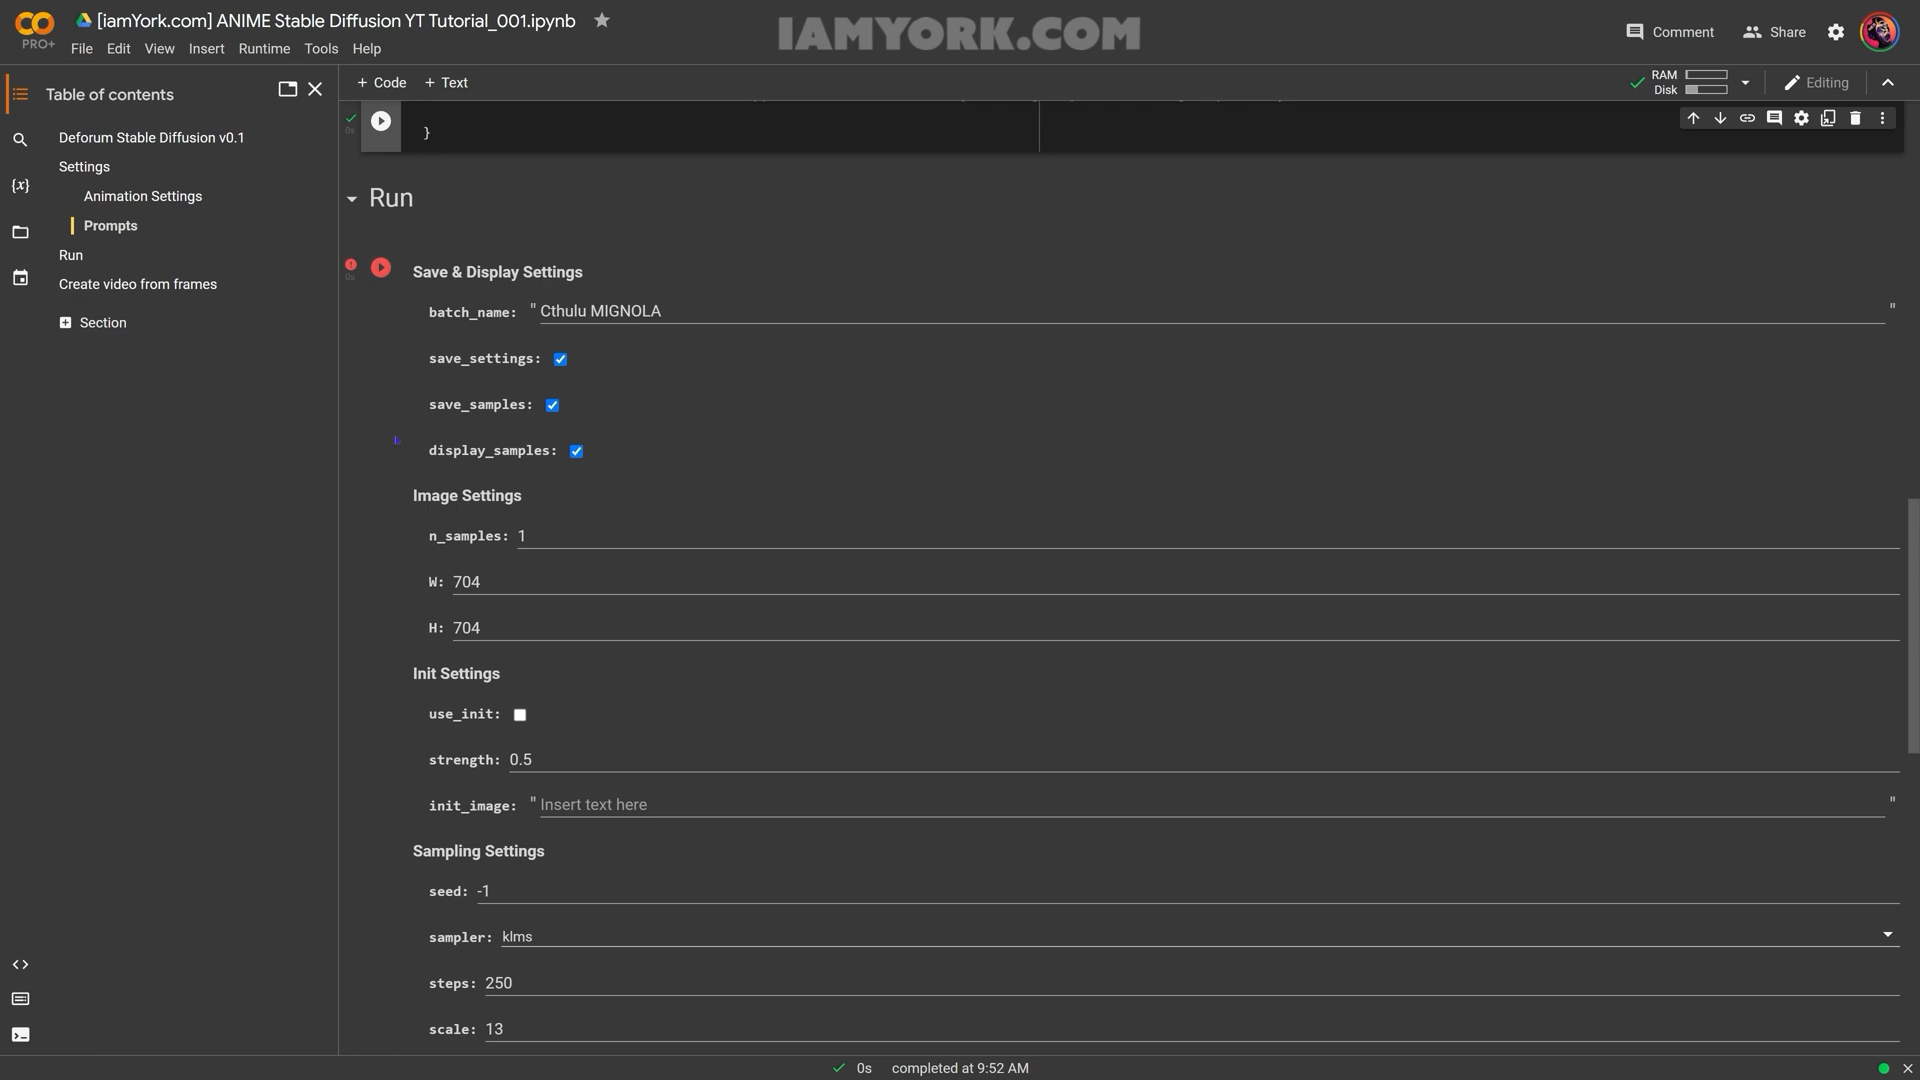 [iamYork.com] ANIME Stable Diffusion YT Tutorial_001.ipynb
IAMYORK.COM
Comment
Share
PRO+
File Edit View Insert Runtime Tools Help
Table of contents
+ Code + Text
RAM
Disk
Editing
Deforum Stable Diffusion v0.1
Settings
Animation Settings
Prompts
Run
Create video from frames
Section
{x}
0s
}
Run
0s
Save & Display Settings
batch_name: " Cthulu MIGNOLA "
save_settings:
save_samples:
display_samples:
Image Settings
n_samples: 1
W: 704
H: 704
Init Settings
use_init:
strength: 0.5
init_image: " Insert text here "
Sampling Settings
seed: -1
sampler: klms
steps: 250
scale: 13
0s completed at 9:52 AM